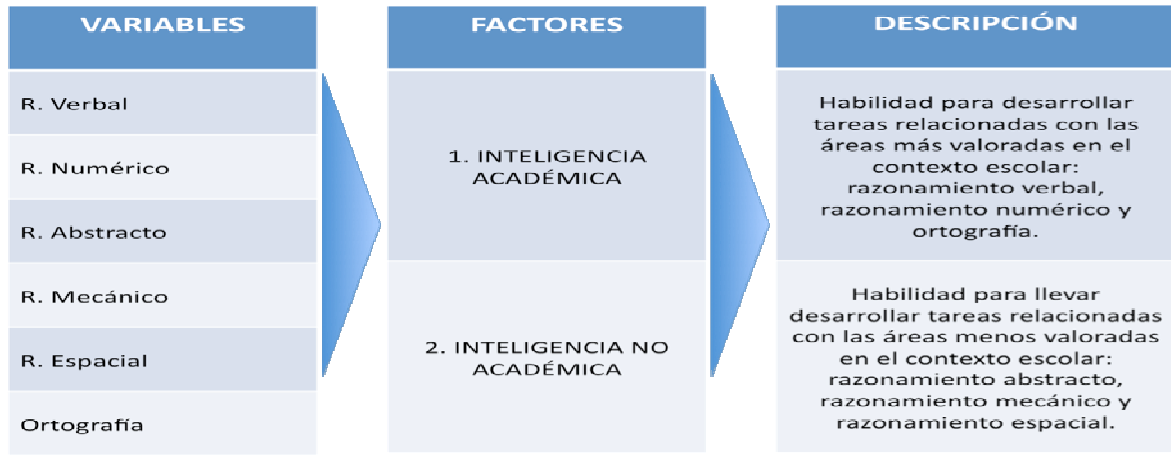 VARIABLES
R. Verbal
R. Numérico
R. Abstracto
R. Mecánico
R. Espacial
Ortografía
FACTORES
1. INTELIGENCIA
ACADÉMICA
2. INTELIGENCIA NO
ACADÉMICA
DESCRIPCIÓN
Habilidad para desarrollar
tareas relacionadas con las
áreas más valoradas en el
contexto escolar:
razonamiento verbal,
razonamiento numérico y
ortografía.
Habilidad para llevar
desarrollar tareas relacionadas
con las áreas menos valoradas
en el contexto escolar:
razonamiento abstracto,
razonamiento mecánico y
razonamiento espacial.